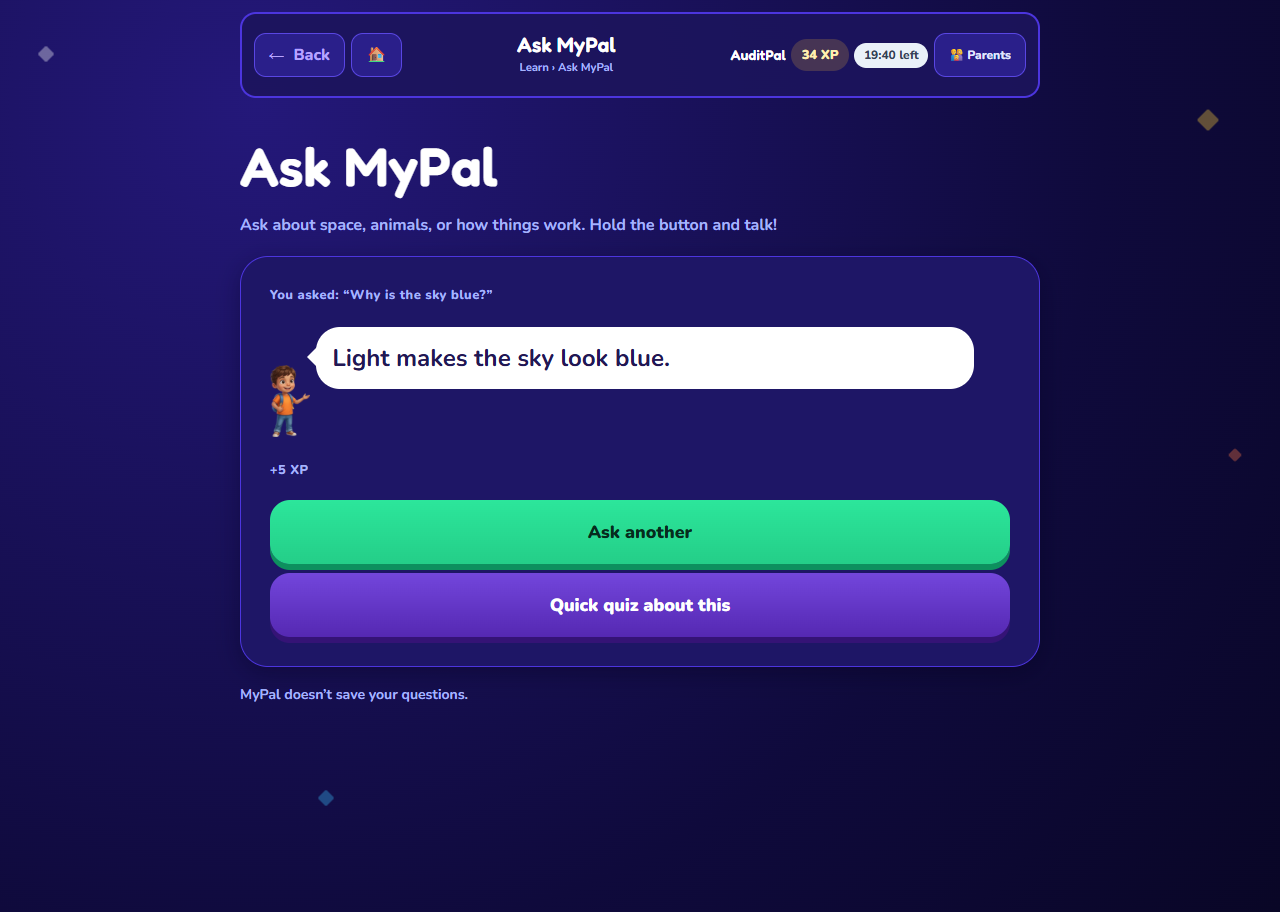 ← Back
Ask MyPal
Learn › Ask MyPal
AuditPal
34 XP
19:40 left
Parents
Ask MyPal
Ask about space, animals, or how things work. Hold the button and talk!
You asked: “Why is the sky blue?”
Light makes the sky look blue.
+5 XP
Ask another
Quick quiz about this
MyPal doesn’t save your questions.